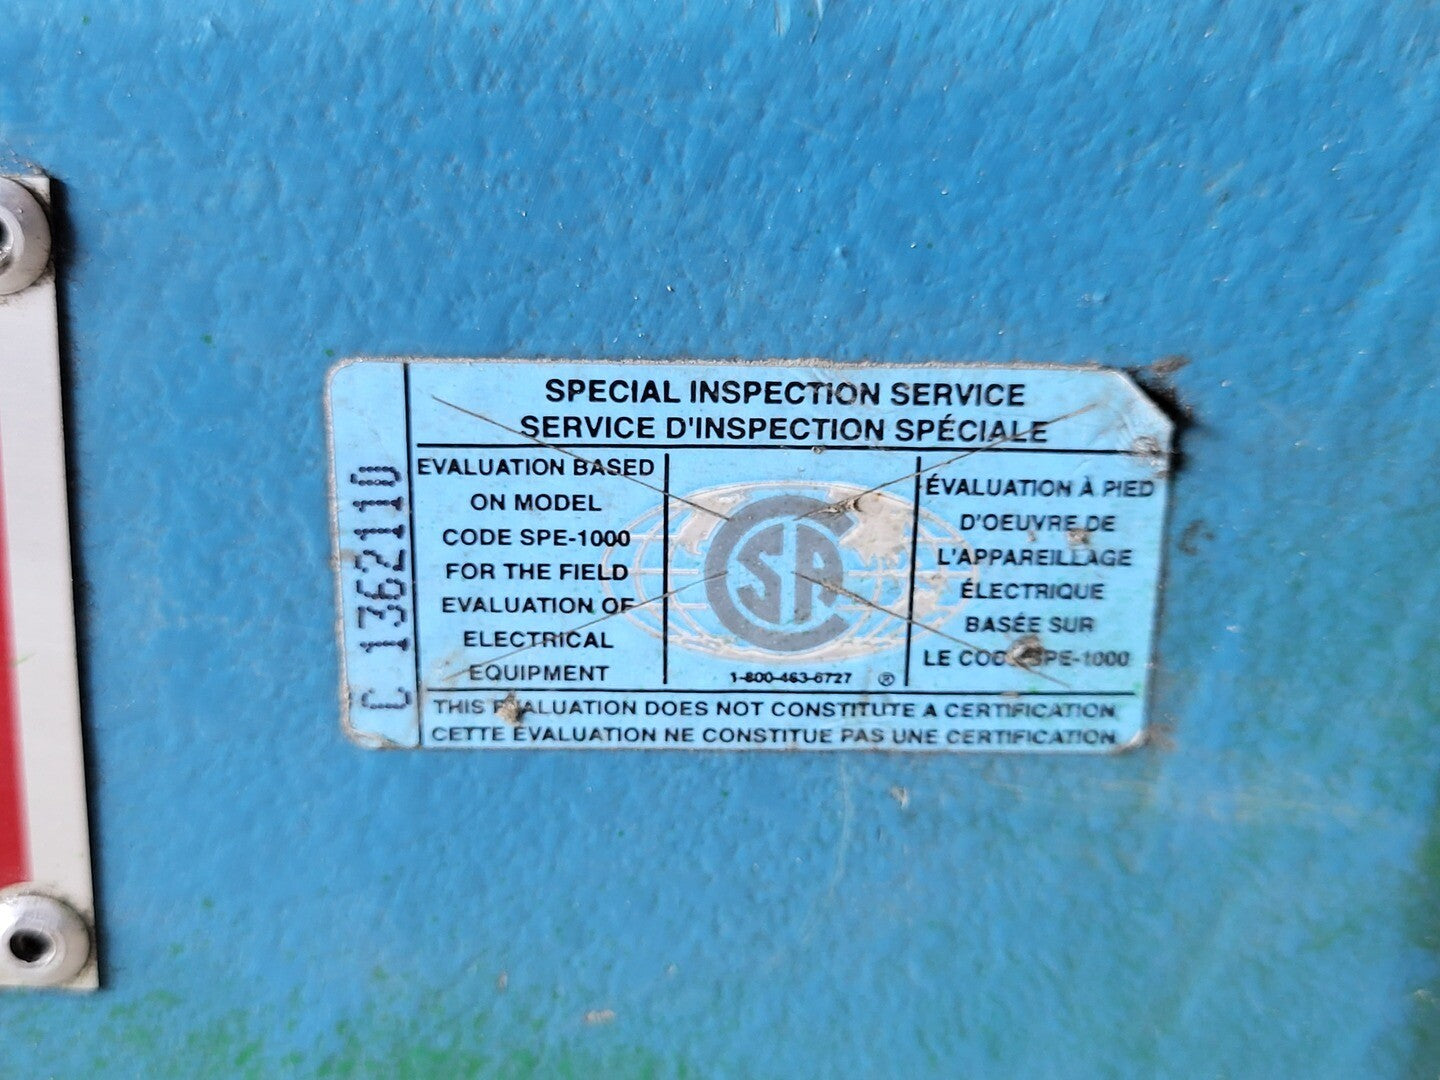 SPECIAL INSPECTION SERVICE
SERVICE D'INSPECTION SPÉCIALE
C 1362110
EVALUATION BASED
ON MODEL
CODE SPE-1000
FOR THE FIELD
EVALUATION OF
ELECTRICAL
EQUIPMENT
CSA
1-800-463-6727 ®
ÉVALUATION À PIED
D'OEUVRE DE
L'APPAREILLAGE
ÉLECTRIQUE
BASÉE SUR
LE CODE SPE-1000
THIS EVALUATION DOES NOT CONSTITUTE A CERTIFICATION
CETTE ÉVALUATION NE CONSTITUE PAS UNE CERTIFICATION